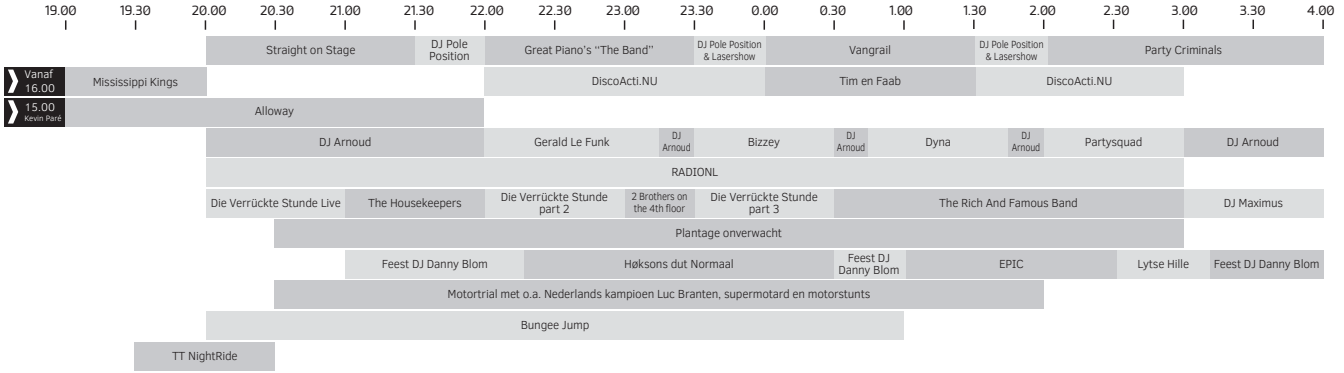 19.00 19.30 20.00 20.30 21.00 21.30 22.00 22.30 23.00 23.30 0.00 0.30 1.00 1.30 2.00 2.30 3.00 3.30 4.00
Straight on Stage
DJ Pole
Position
Great Piano's “The Band”
DJ Pole Position
& Lasershow
Vangrail
DJ Pole Position
& Lasershow
Party Criminals
Vanaf
16.00
Mississippi Kings
DiscoActi.NU
Tim en Faab
DiscoActi.NU
15.00
Kevin Paré
Alloway
DJ Arnoud
Gerald Le Funk
DJ
Arnoud
Bizzey
DJ
Arnoud
Dyna
DJ
Arnoud
Partysquad
DJ Arnoud
RADIONL
Die Verrückte Stunde Live
The Housekeepers
Die Verrückte Stunde
part 2
2 Brothers on
the 4th floor
Die Verrückte Stunde
part 3
The Rich And Famous Band
DJ Maximus
Plantage onverwacht
Feest DJ Danny Blom
Høksons dut Normaal
Feest DJ
Danny Blom
EPIC
Lytse Hille
Feest DJ Danny Blom
Motortrial met o.a. Nederlands kampioen Luc Branten, supermotard en motorstunts
Bungee Jump
TT NightRide